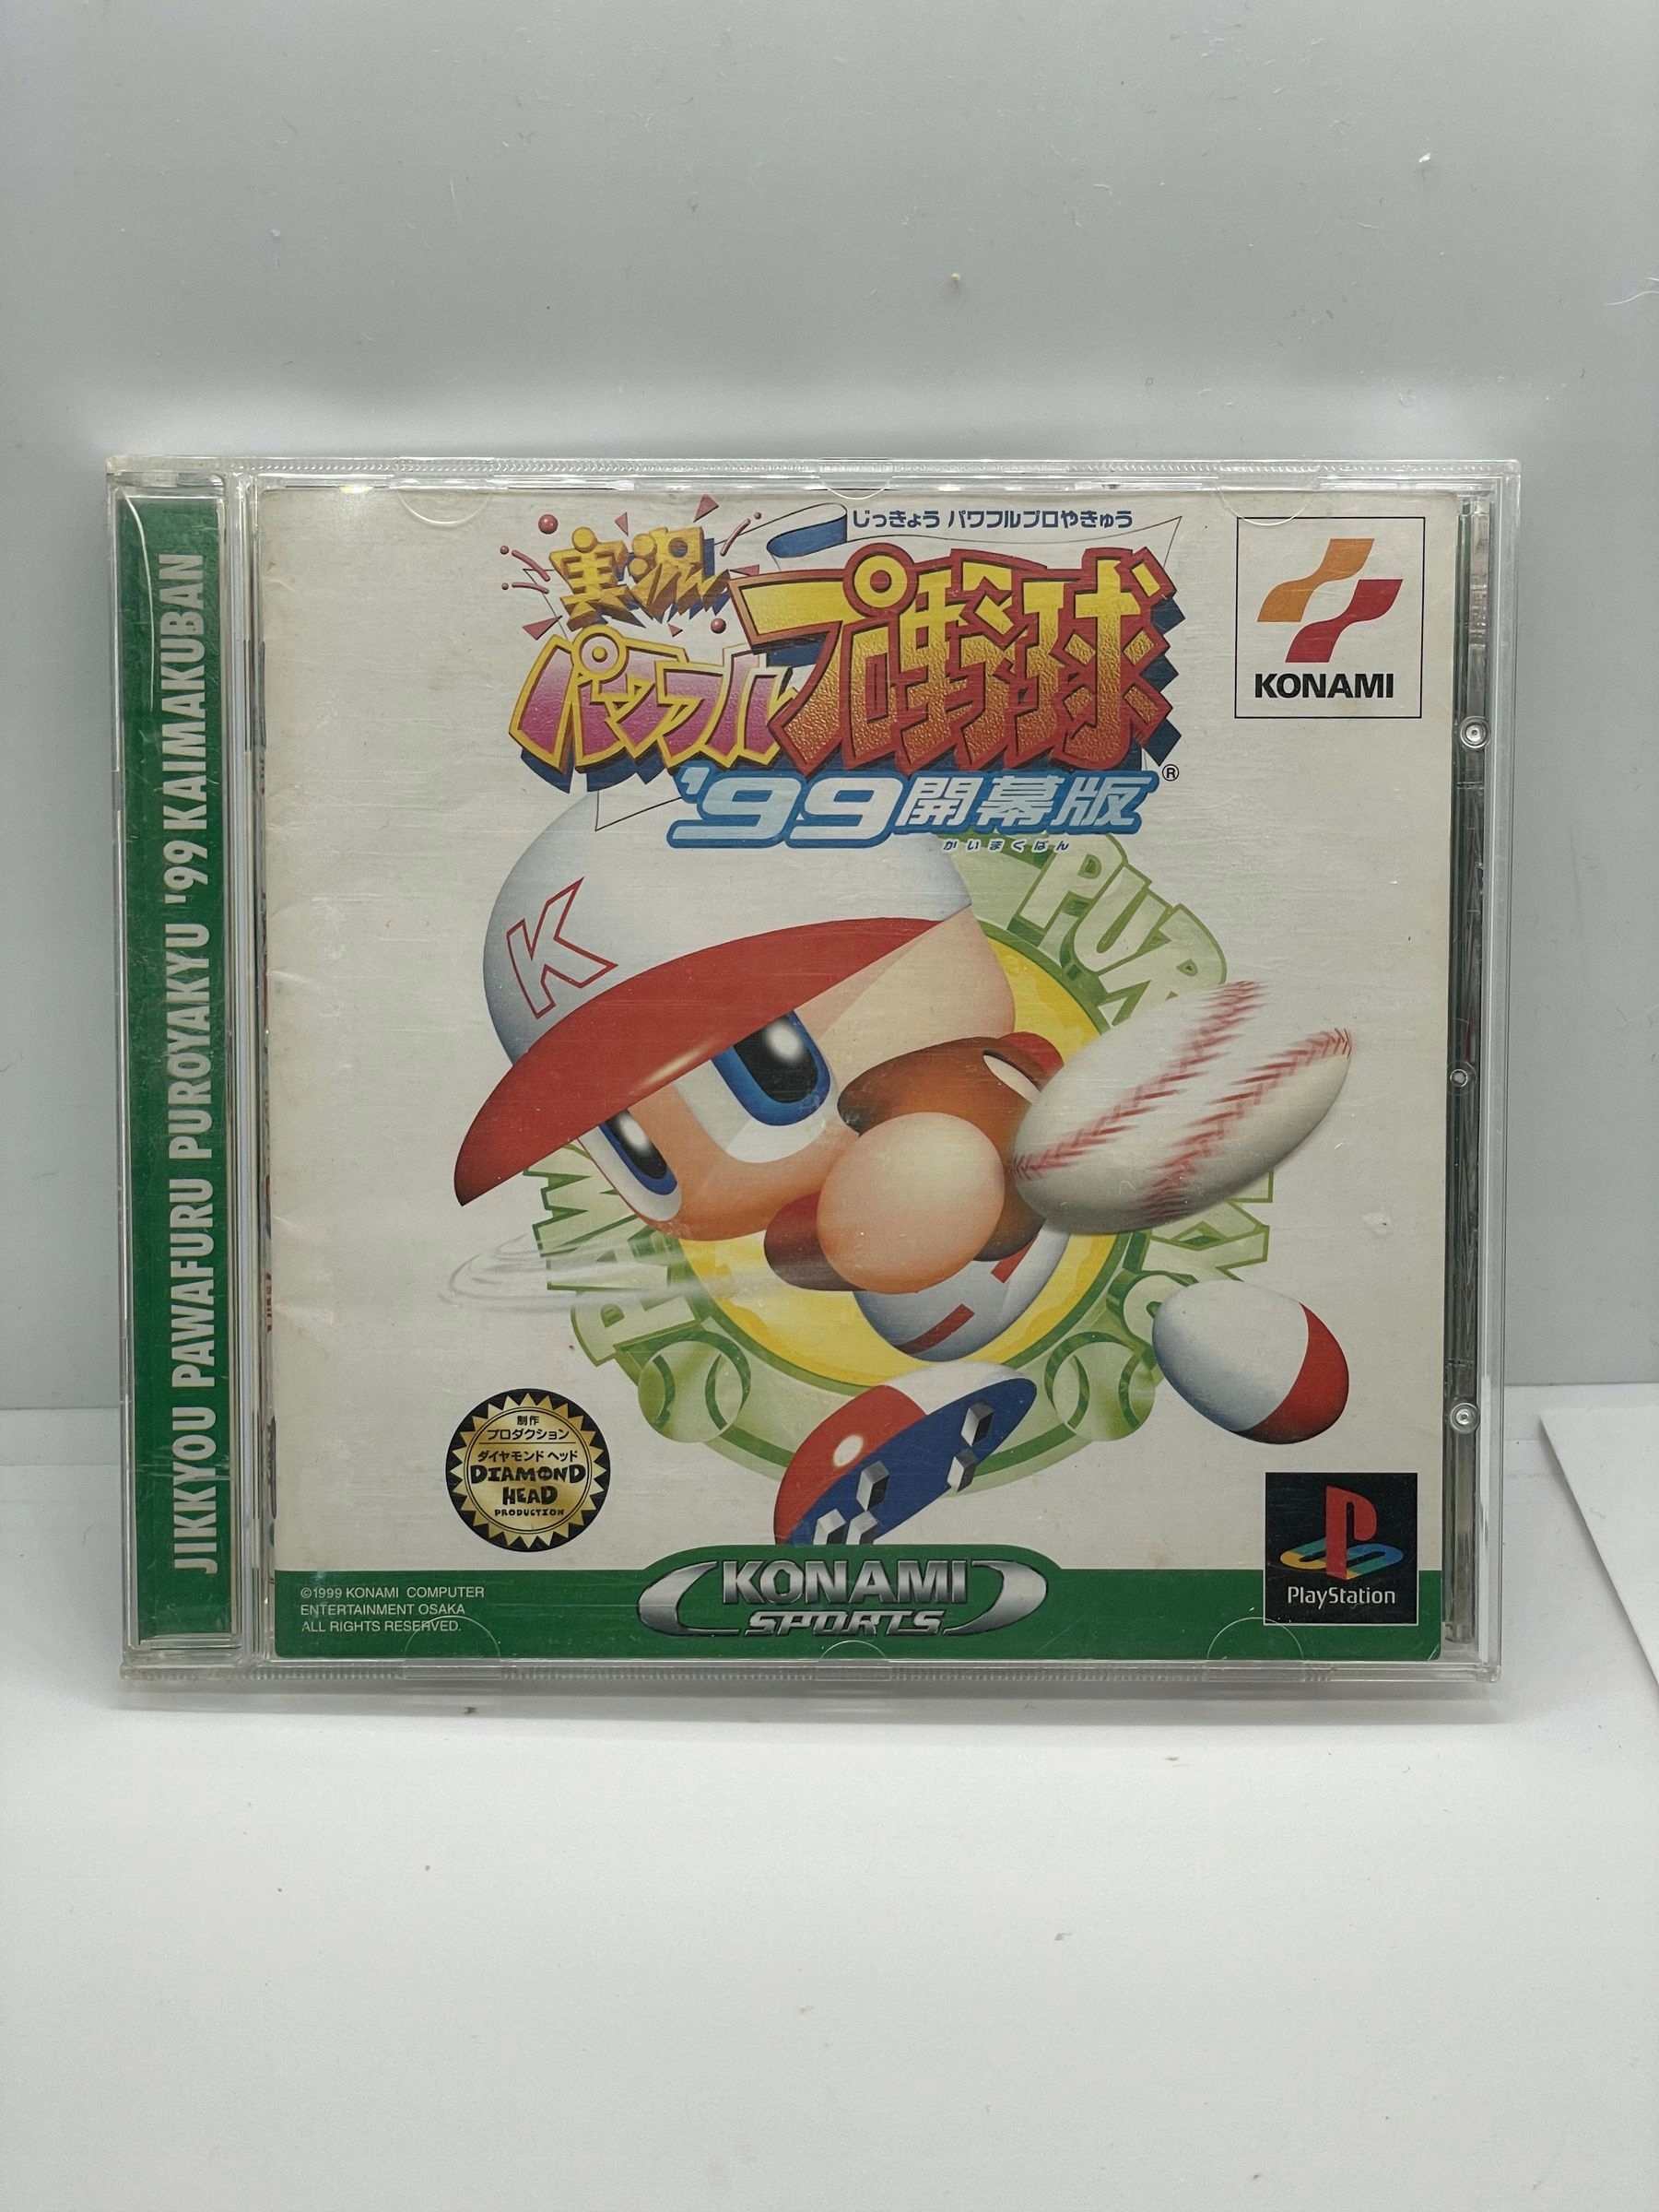 JIKKYOU PAWAFURU PUROYAKYU '99 KAIMAKUBAN
じっきょう パワフルプロやきゅう
実況
パワフルプロ野球
®
'99開幕版
かいまくばん
KONAMI
K
PUR
PAW
制作
プロダクション
ダイヤモンド ヘッド
DIAMOND
HEAD
PRODUCTION
©1999 KONAMI COMPUTER
ENTERTAINMENT OSAKA
ALL RIGHTS RESERVED.
KONAMI
SPORTS
PlayStation